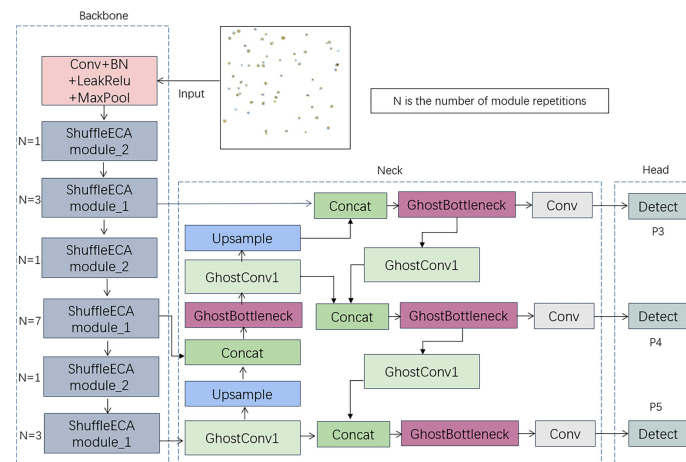 Backbone
Conv+BN
+LeakRelu
+MaxPool
Input
N is the number of module repetitions
N=1
ShuffleECA
module_2
N=3
ShuffleECA
module_1
N=1
ShuffleECA
module_2
N=7
ShuffleECA
module_1
N=1
ShuffleECA
module_2
N=3
ShuffleECA
module_1
Neck
Concat
GhostBottleneck
Conv
Upsample
GhostConv1
GhostConv1
GhostBottleneck
Concat
GhostBottleneck
Conv
Concat
GhostConv1
Upsample
GhostConv1
Concat
GhostBottleneck
Conv
Head
Detect
P3
Detect
P4
P5
Detect